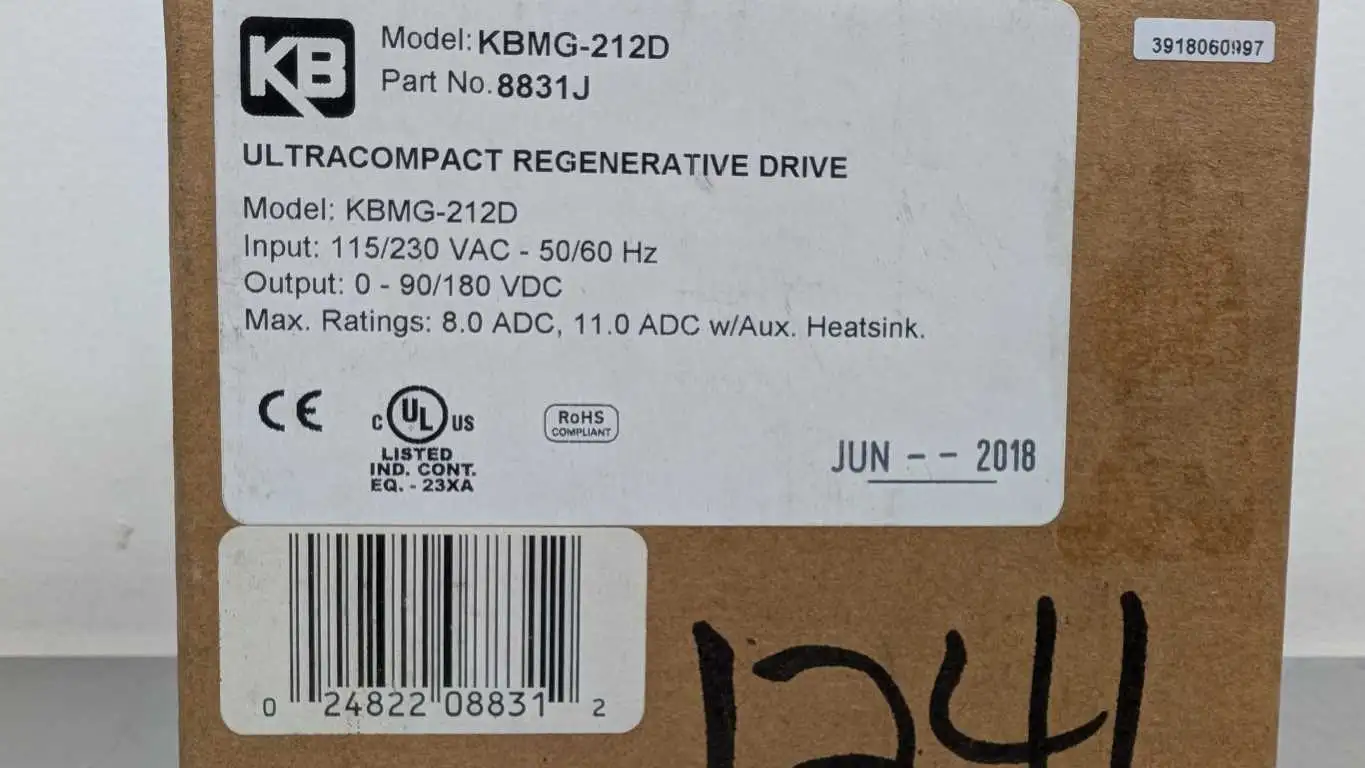 KB
Model: KBMG-212D
Part No. 8831J
3918060997
ULTRACOMPACT REGENERATIVE DRIVE
Model: KBMG-212D
Input: 115/230 VAC - 50/60 Hz
Output: 0 - 90/180 VDC
Max. Ratings: 8.0 ADC, 11.0 ADC w/Aux. Heatsink.
CE
C UL US
LISTED
IND. CONT.
EQ. - 23XA
RoHS
COMPLIANT
JUN -- 2018
0 24822 08831 2
1241